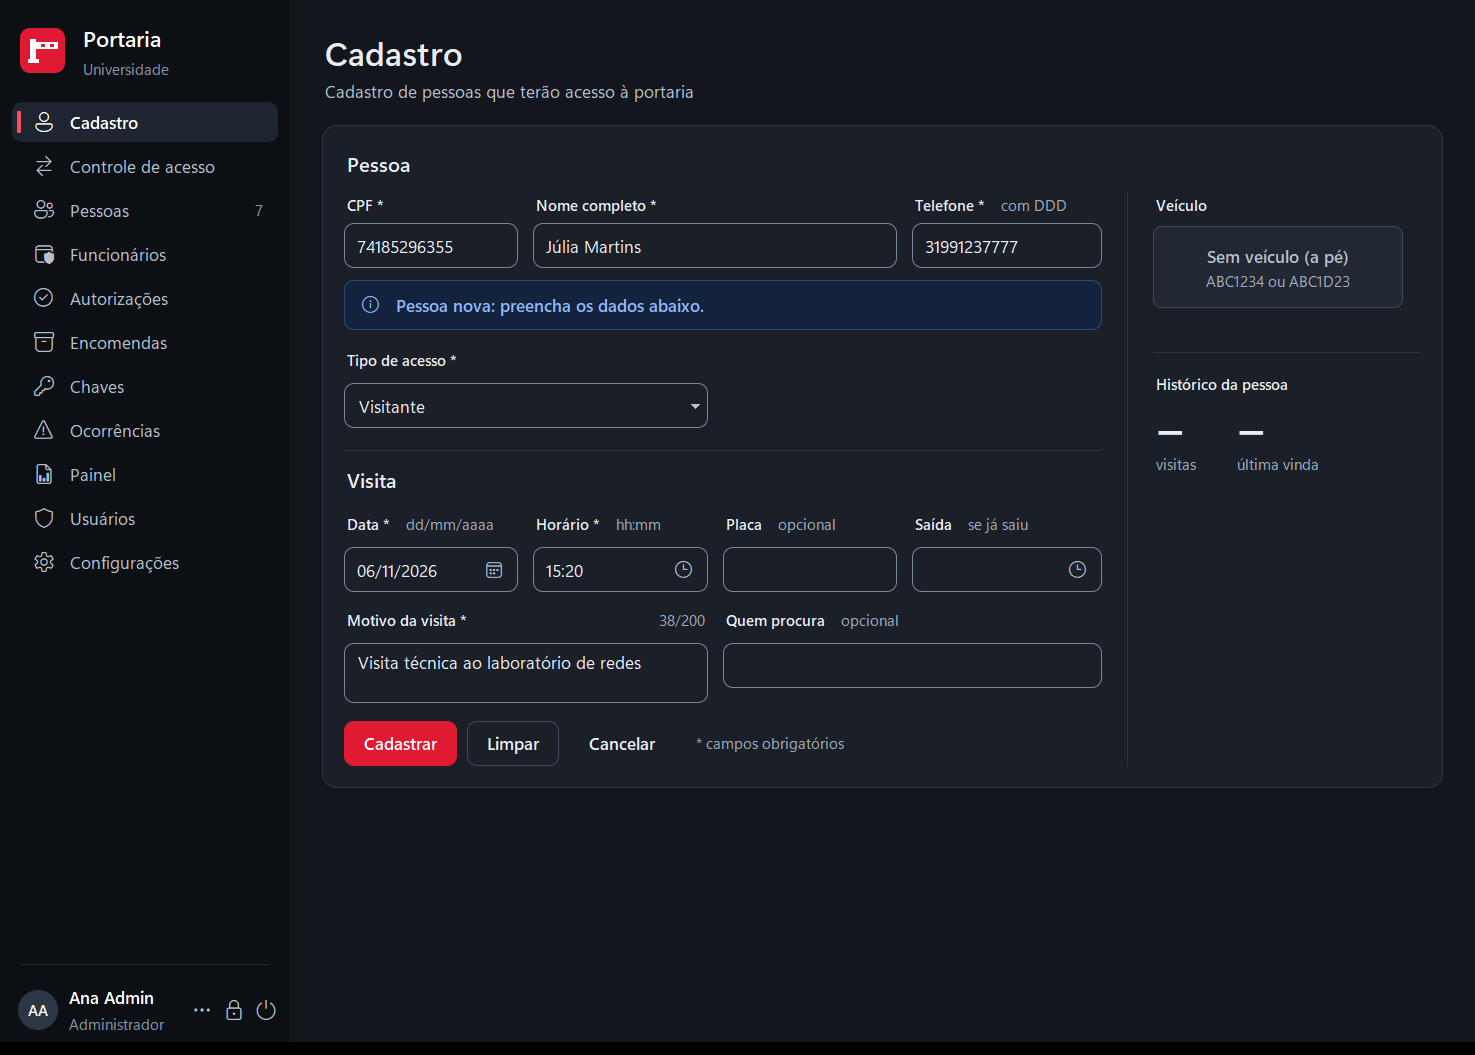 Portaria
Universidade
Cadastro
Controle de acesso
Pessoas 7
Funcionários
Autorizações
Encomendas
Chaves
Ocorrências
Painel
Usuários
Configurações
AA
Ana Admin
Administrador
Cadastro
Cadastro de pessoas que terão acesso à portaria
Pessoa
CPF * Nome completo * Telefone * com DDD
74185296355 Júlia Martins 31991237777
Pessoa nova: preencha os dados abaixo.
Tipo de acesso *
Visitante
Visita
Data * dd/mm/aaaa Horário * hh:mm Placa opcional Saída se já saiu
06/11/2026 15:20
Motivo da visita * 38/200 Quem procura opcional
Visita técnica ao laboratório de redes
Cadastrar Limpar Cancelar * campos obrigatórios
Veículo
Sem veículo (a pé)
ABC1234 ou ABC1D23
Histórico da pessoa
— —
visitas última vinda